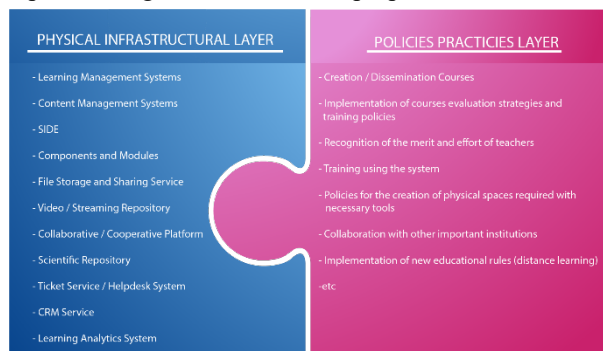 PHYSICAL INFRASTRUCTURAL LAYER
- Learning Management Systems
- Content Management Systems
- SIDE
- Components and Modules
- File Storage and Sharing Service
- Video / Streaming Repository
- Collaborative / Cooperative Platform
- Scientific Repository
- Ticket Service / Helpdesk System
- CRM Service
- Learning Analytics System
POLICIES PRACTICIES LAYER
- Creation / Dissemination Courses
- Implementation of courses evaluation strategies and
training policies
- Recognition of the merit and effort of teachers
- Training using the system
- Policies for the creation of physical spaces required with
necessary tools
- Collaboration with other important institutions
- Implementation of new educational rules (distance learning)
-etc